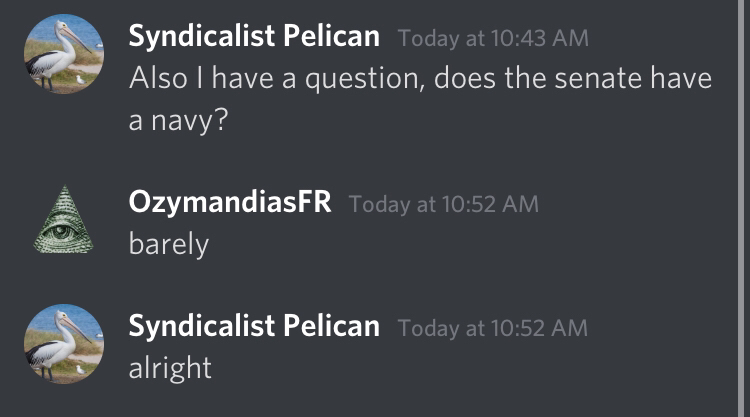 Syndicalist Pelican Today at 10:43 AM
Also I have a question, does the senate have
a navy?
OzymandiasFR Today at 10:52 AM
barely
Syndicalist Pelican Today at 10:52 AM
alright